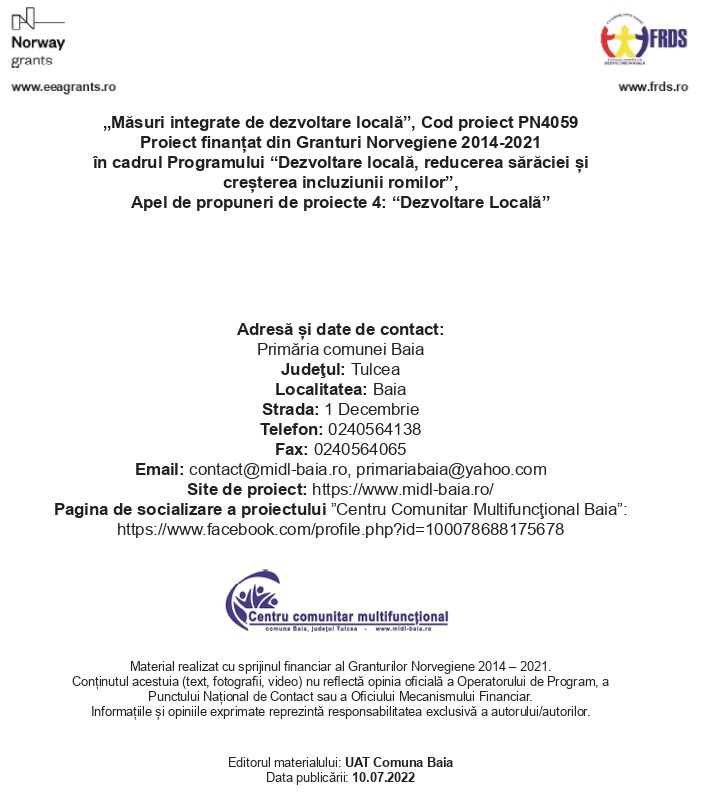 Norway
grants
FRDS
DEZVOLTARE SOCIALĂ
www.eeagrants.ro
www.frds.ro
„Măsuri integrate de dezvoltare locală”, Cod proiect PN4059
Proiect finanțat din Granturi Norvegiene 2014-2021
în cadrul Programului “Dezvoltare locală, reducerea sărăciei și
creșterea incluziunii romilor”,
Apel de propuneri de proiecte 4: “Dezvoltare Locală”
Adresă și date de contact:
Primăria comunei Baia
Judeţul: Tulcea
Localitatea: Baia
Strada: 1 Decembrie
Telefon: 0240564138
Fax: 0240564065
Email: contact@midl-baia.ro, primariabaia@yahoo.com
Site de proiect: https://www.midl-baia.ro/
Pagina de socializare a proiectului ”Centru Comunitar Multifuncţional Baia”:
https://www.facebook.com/profile.php?id=100078688175678
Centru comunitar multifuncțional
comuna Baia, județul Tulcea - www.midl-baia.ro
Material realizat cu sprijinul financiar al Granturilor Norvegiene 2014 – 2021.
Conținutul acestuia (text, fotografii, video) nu reflectă opinia oficială a Operatorului de Program, a
Punctului Național de Contact sau a Oficiului Mecanismului Financiar.
Informațiile și opiniile exprimate reprezintă responsabilitatea exclusivă a autorului/autorilor.
Editorul materialului: UAT Comuna Baia
Data publicării: 10.07.2022